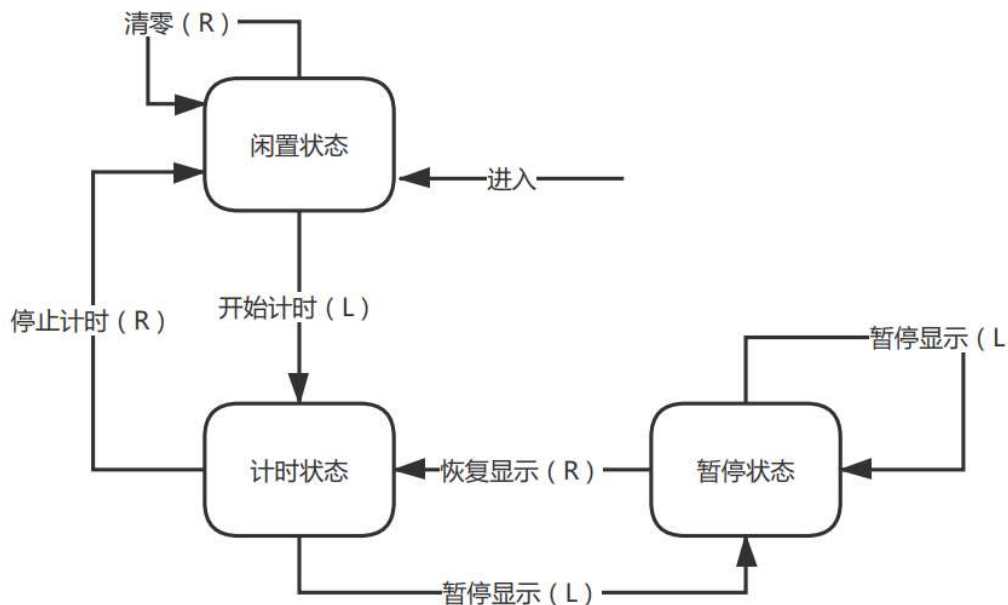 清零（R）
闲置状态
进入
停止计时（R）
开始计时（L）
暂停显示（L
计时状态
恢复显示（R）
暂停状态
暂停显示（L）